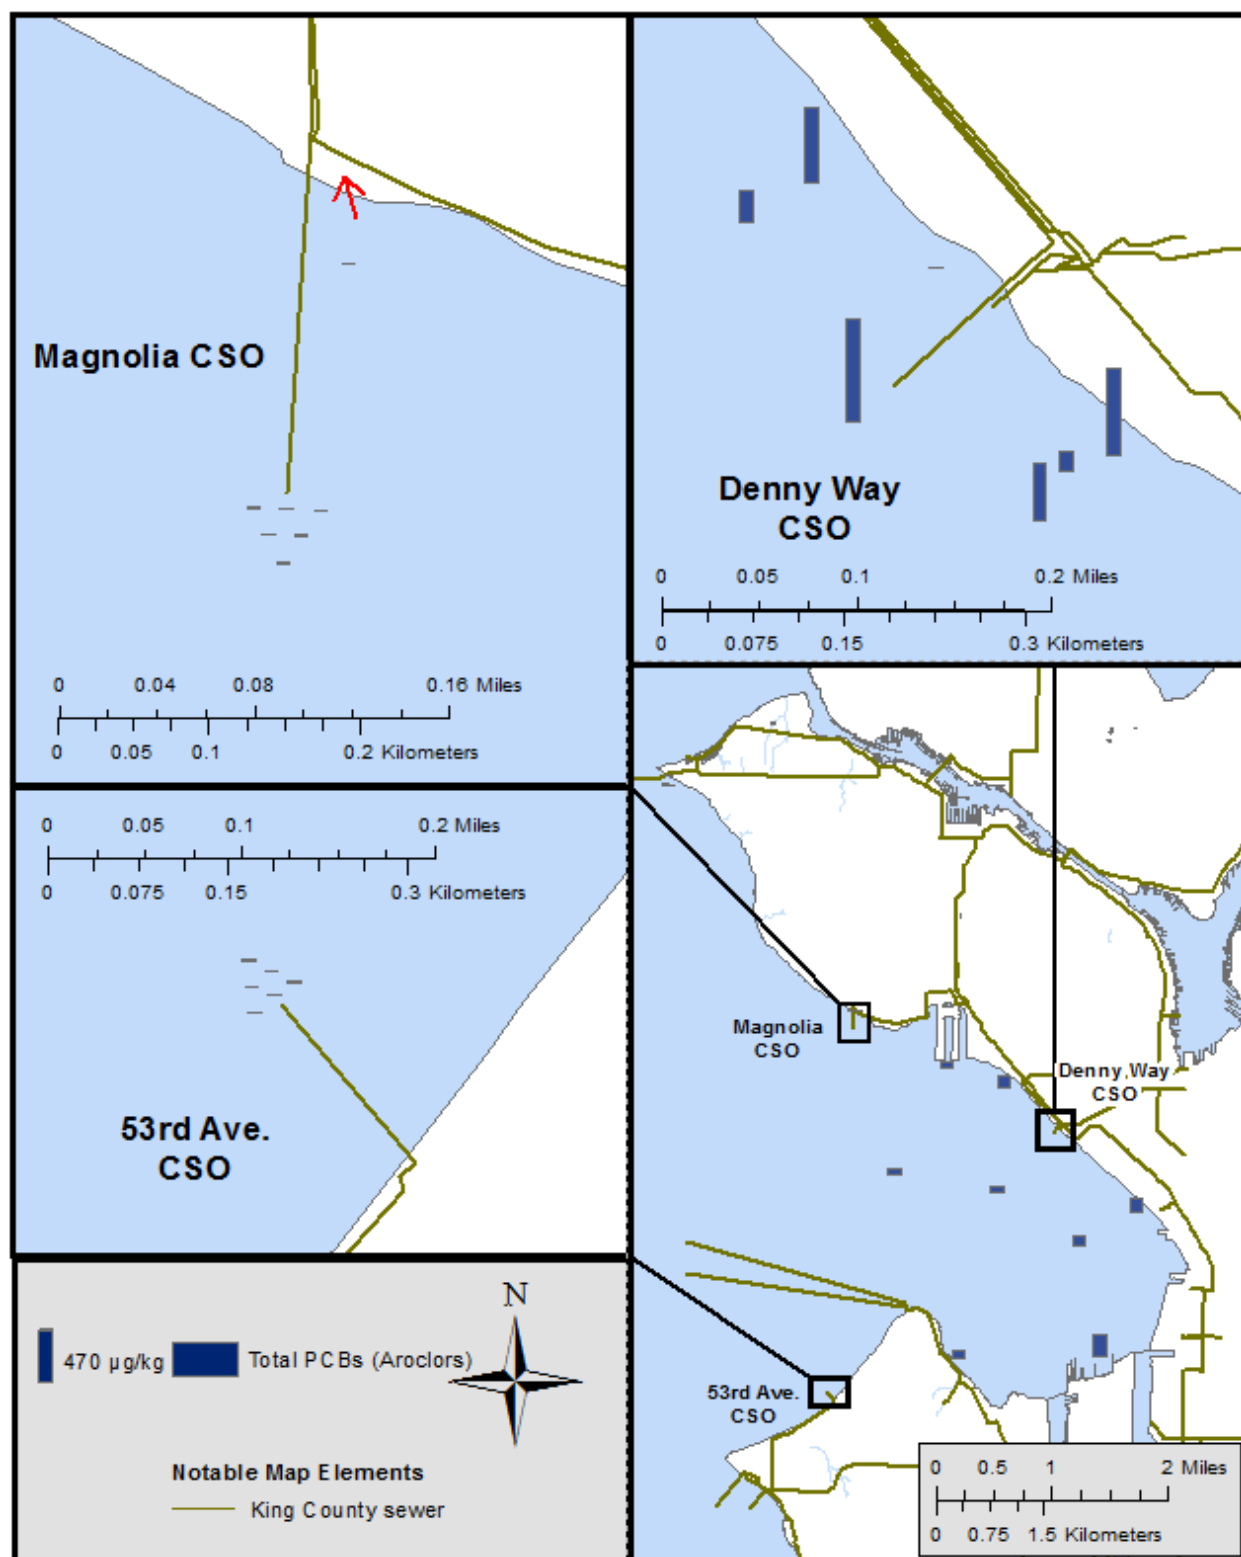 Magnolia CSO
0 0.04 0.08 0.16 Miles
0 0.05 0.1 0.2 Kilometers
Denny Way
CSO
0 0.05 0.1 0.2 Miles
0 0.075 0.15 0.3 Kilometers
0 0.05 0.1 0.2 Miles
0 0.075 0.15 0.3 Kilometers
53rd Ave.
CSO
Magnolia
CSO
Denny Way
CSO
53rd Ave.
CSO
N
470 µg/kg
Total PCBs (Aroclors)
Notable Map Elements
King County sewer
0 0.5 1 2 Miles
0 0.75 1.5 Kilometers